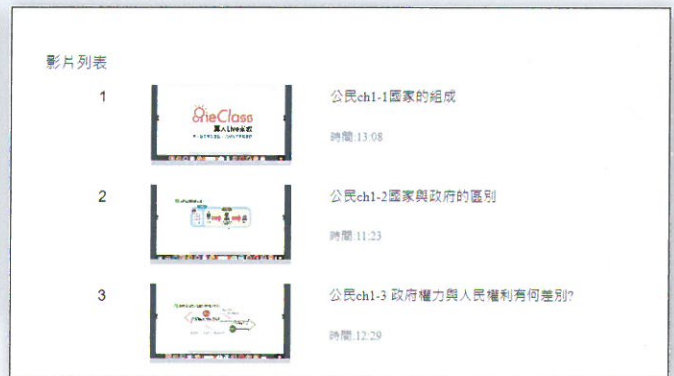 影片列表
1
OneClass
真人Live家教
公民ch1-1國家的組成
時間:13:08
2
公民ch1-2國家與政府的區別
時間:11:23
3
公民ch1-3 政府權力與人民權利有何差別?
時間:12:29